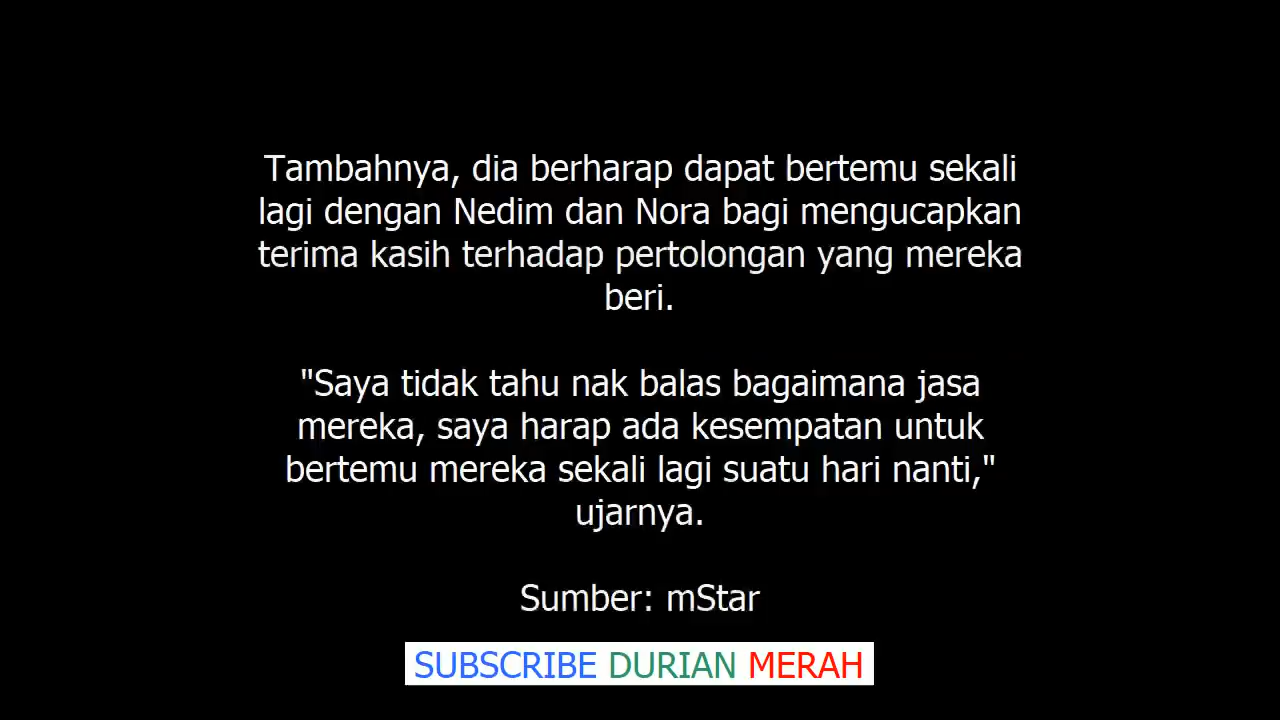 Tambahnya, dia berharap dapat bertemu sekali
lagi dengan Nedim dan Nora bagi mengucapkan
terima kasih terhadap pertolongan yang mereka
beri.
"Saya tidak tahu nak balas bagaimana jasa
mereka, saya harap ada kesempatan untuk
bertemu mereka sekali lagi suatu hari nanti,"
ujarnya.
Sumber: mStar
SUBSCRIBE DURIAN MERAH